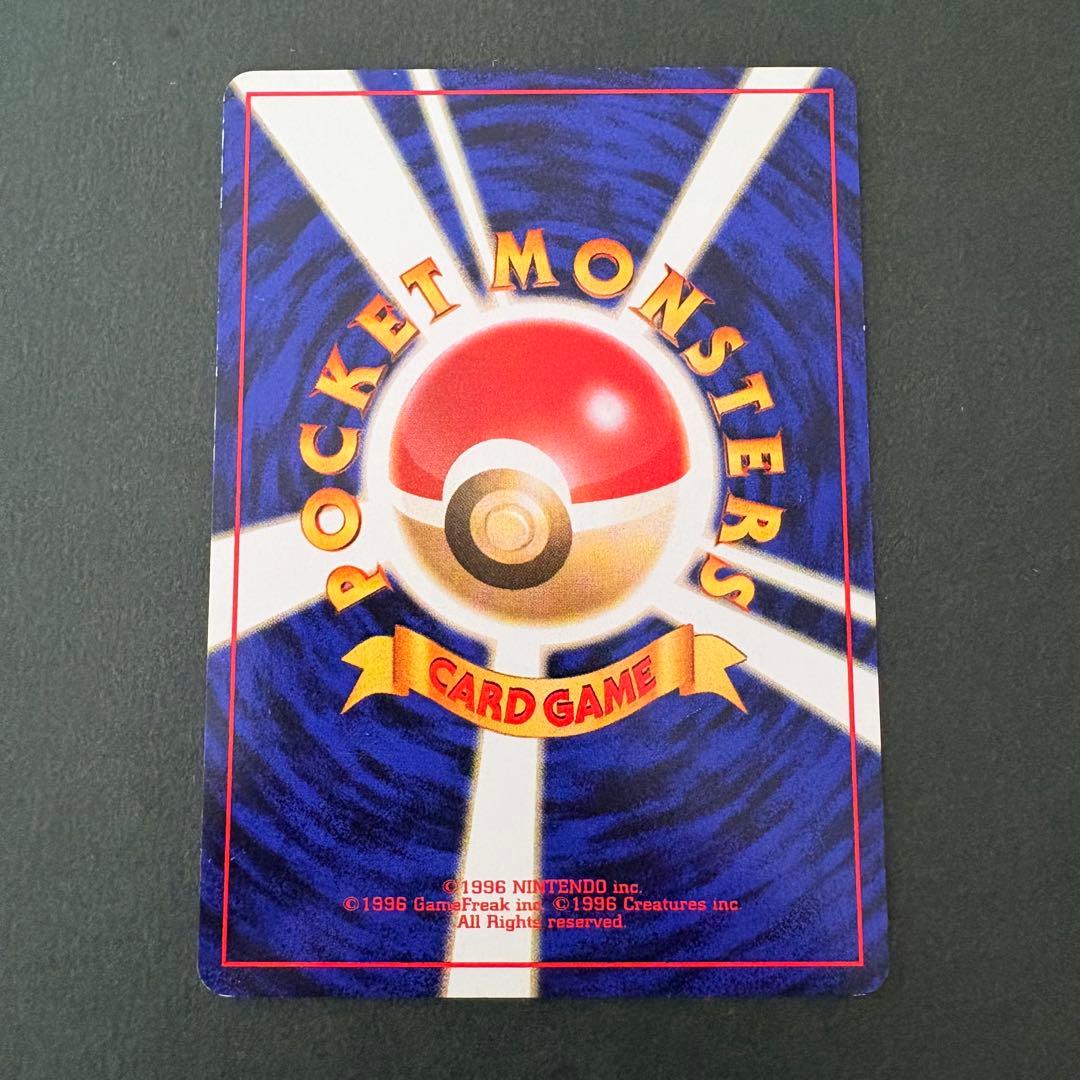 POCKET MONSTERS
CARD GAME
©1996 NINTENDO inc.
©1996 GameFreak inc. ©1996 Creatures inc.
All Rights reserved.